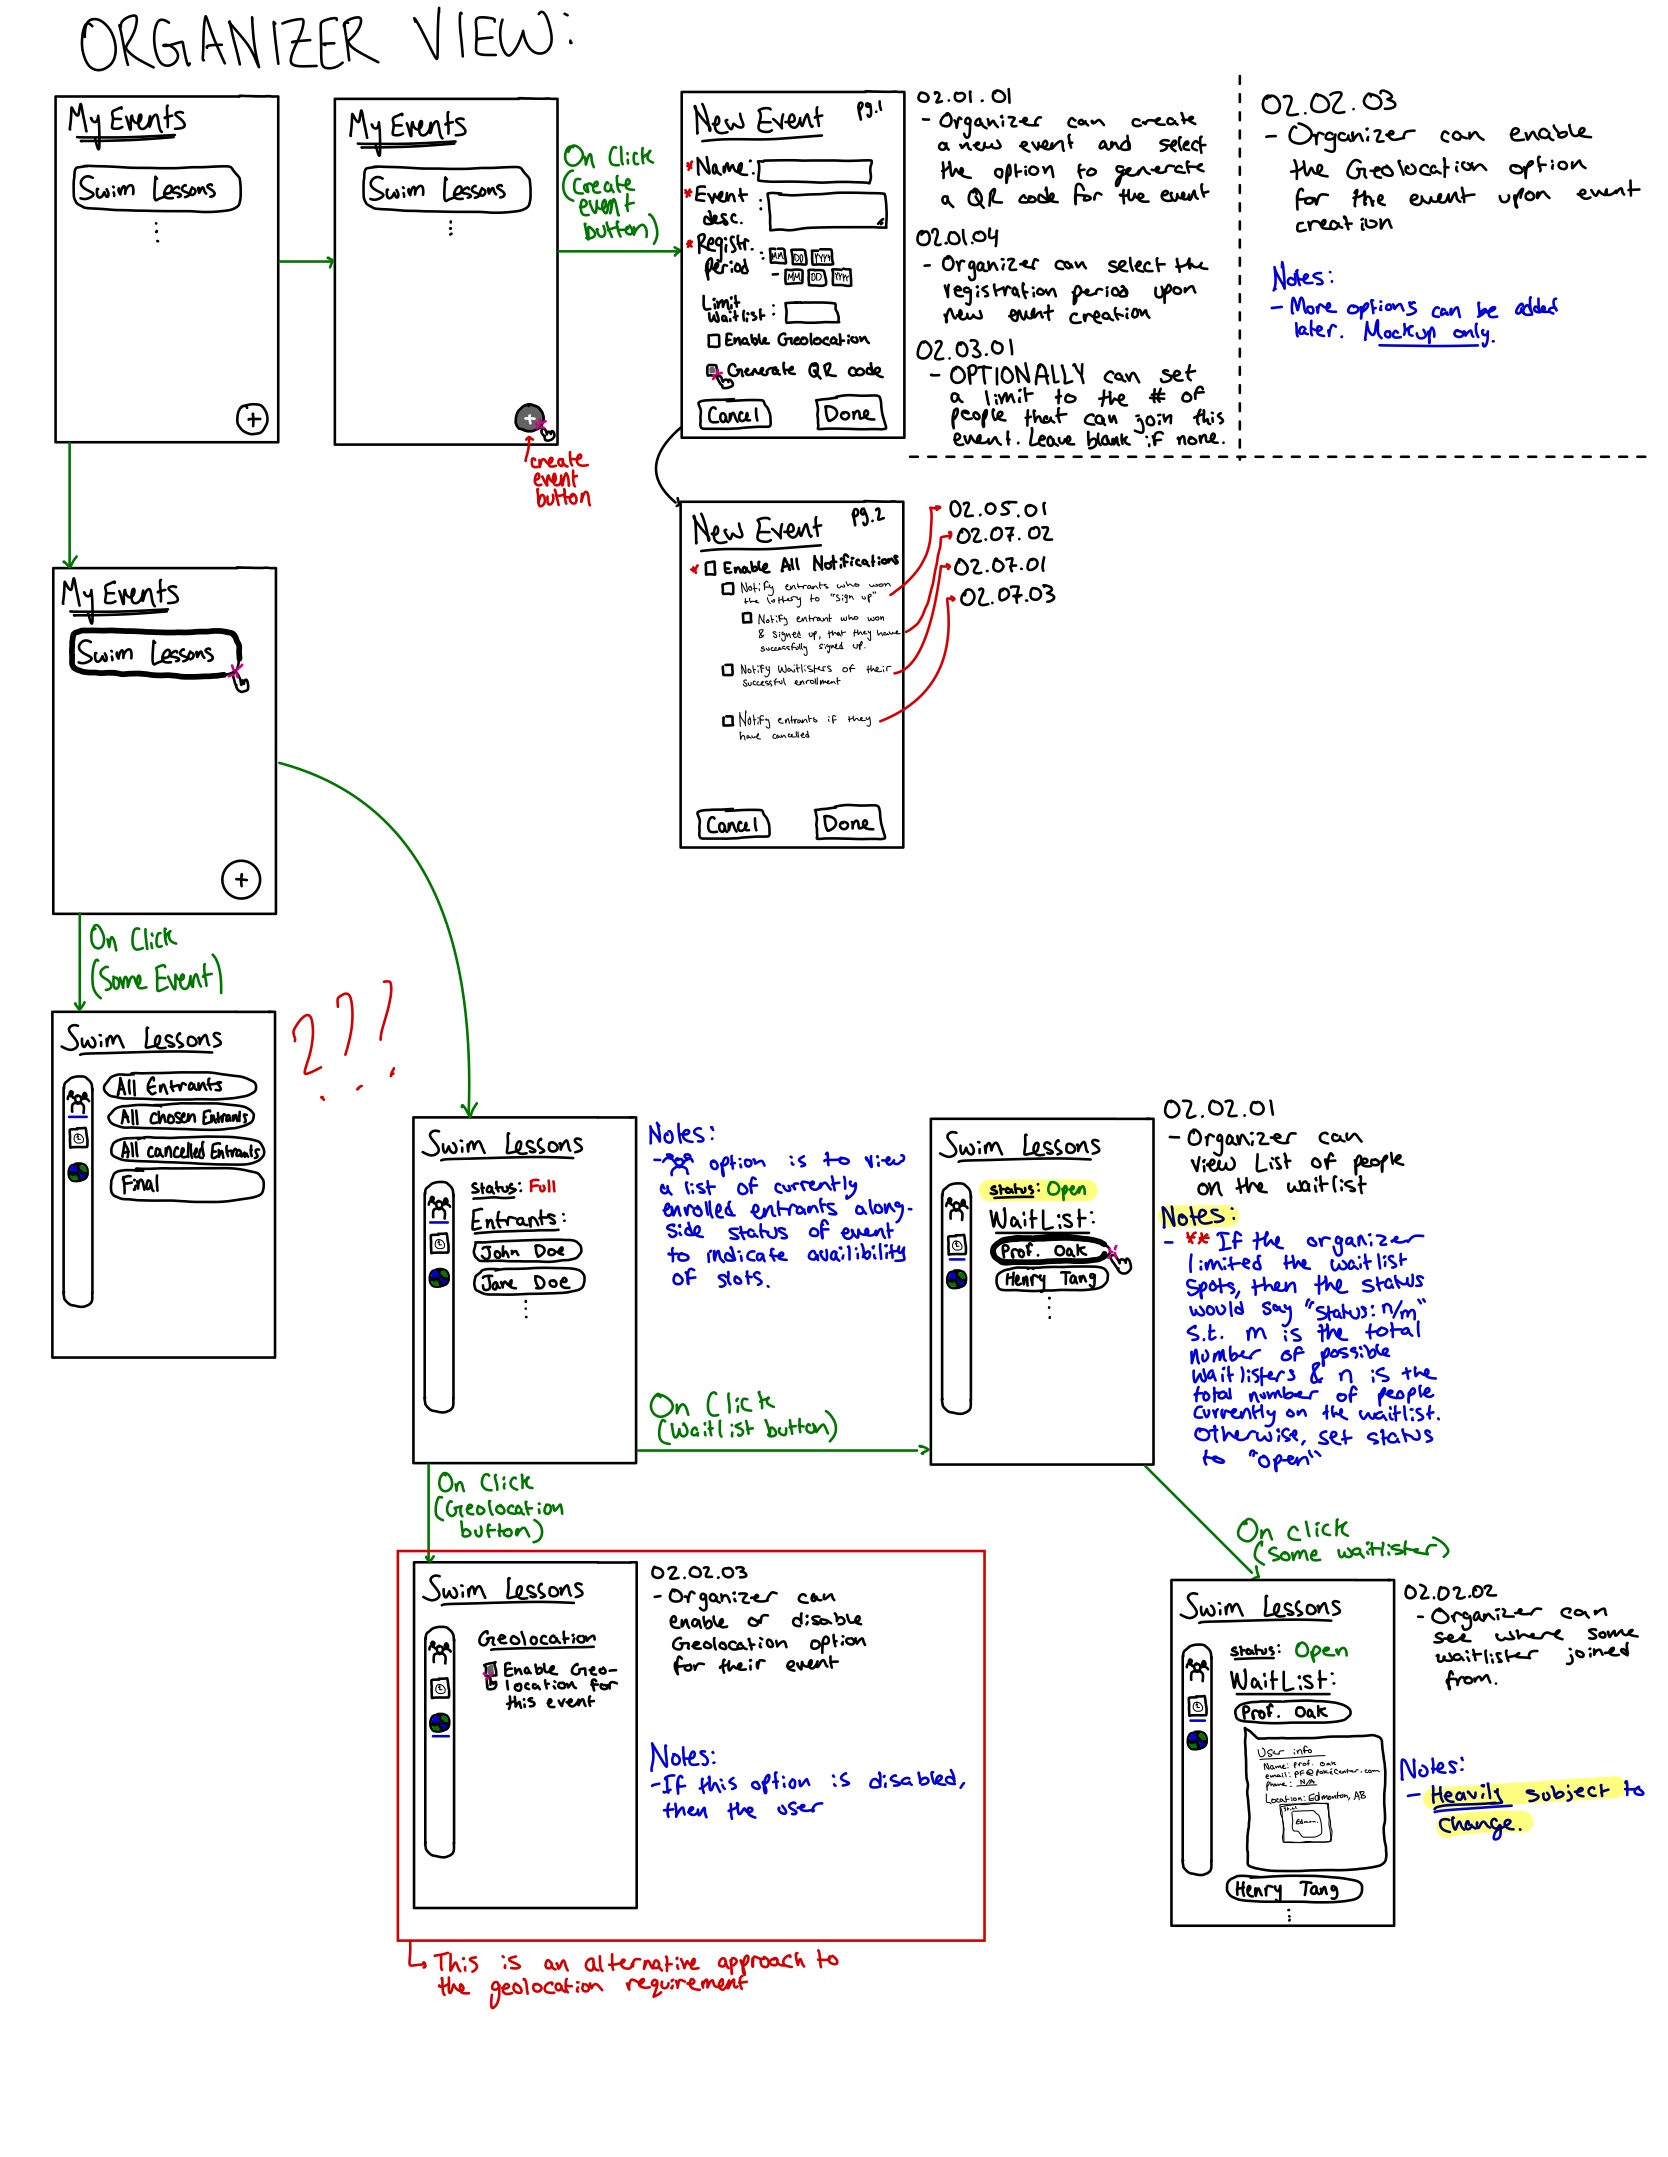 ORGANIZER VIEW:
My Events
Swim Lessons
My Events
Swim Lessons
+
+
create
event
button
On Click
(create
event
button)
New Event
Pg.1
*Name:
*Event
desc. :
*Registr.
period :
MM DD YYYY
- MM DD YYYY
Limit
Waitlist :
Enable Geolocation
Generate QR code
Cancel
Done
02.01.01
- Organizer can create
a new event and select
the option to generate
a QR code for the event
02.01.04
- Organizer can select the
registration period upon
new event creation
02.03.01
- OPTIONALLY can set
a limit to the # of
people that can join this
event. Leave blank if none.
02.02.03
- Organizer can enable
the Geolocation option
for the event upon event
creation
Notes:
- More options can be added
later. Mockup only.
New Event
Pg.2
* Enable All Notifications
Notify entrants who won
the lottery to "sign up"
Notify entrant who won
& signed up, that they have
successfully signed up.
Notify Waitlisters of their
successful enrollment
Notify entrants if they
have cancelled
Cancel
Done
02.05.01
02.07.02
02.07.01
02.07.03
My Events
Swim Lessons
+
On Click
(Some Event)
Swim Lessons
All Entrants
All chosen Entrants
All cancelled Entrants
Final
???
Swim Lessons
Status: Full
Entrants:
John Doe
Jane Doe
Notes:
- option is to view
a list of currently
enrolled entrants along-
side status of event
to indicate availibility
of slots.
On Click
(Waitlist button)
Swim Lessons
Status: Open
WaitList:
Prof. Oak
Henry Tang
02.02.01
- Organizer can
view List of people
on the waitlist
Notes:
- ** If the organizer
limited the waitlist
spots, then the status
would say "Status: n/m"
s.t. m is the total
number of possible
waitlisters & n is the
total number of people
currently on the waitlist.
Otherwise, set status
to "open"
On Click
(Geolocation
button)
Swim Lessons
Geolocation
Enable Geo-
location for
this event
02.02.03
- Organizer can
enable or disable
Geolocation option
for their event
Notes:
- If this option is disabled,
then the user
This is an alternative approach to
the geolocation requirement
On click
(some waitlister)
Swim Lessons
Status: Open
WaitList:
Prof. Oak
User info
Name: Prof. Oak
email: PF@PokéCenter.com
phone: N/A
Location: Edmonton, AB
Henry Tang
02.02.02
- Organizer can
see where some
waitlister joined
from.
Notes:
- Heavily subject to
change.